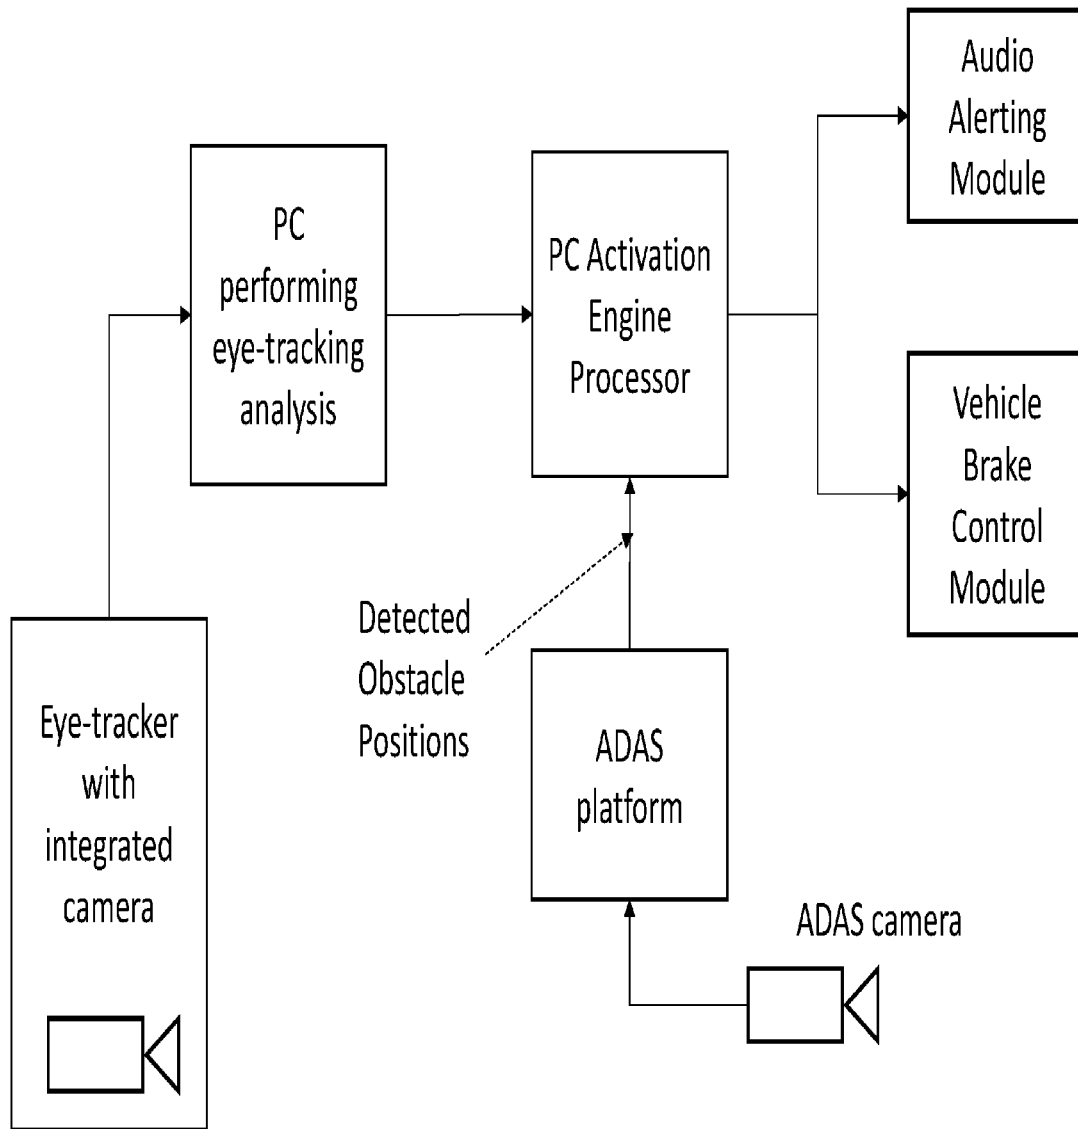 Audio
Alerting
Module
PC
performing
eye-tracking
analysis
PC Activation
Engine
Processor
Vehicle
Brake
Control
Module
Detected
Obstacle
Positions
Eye-tracker
with
integrated
camera
ADAS
platform
ADAS camera